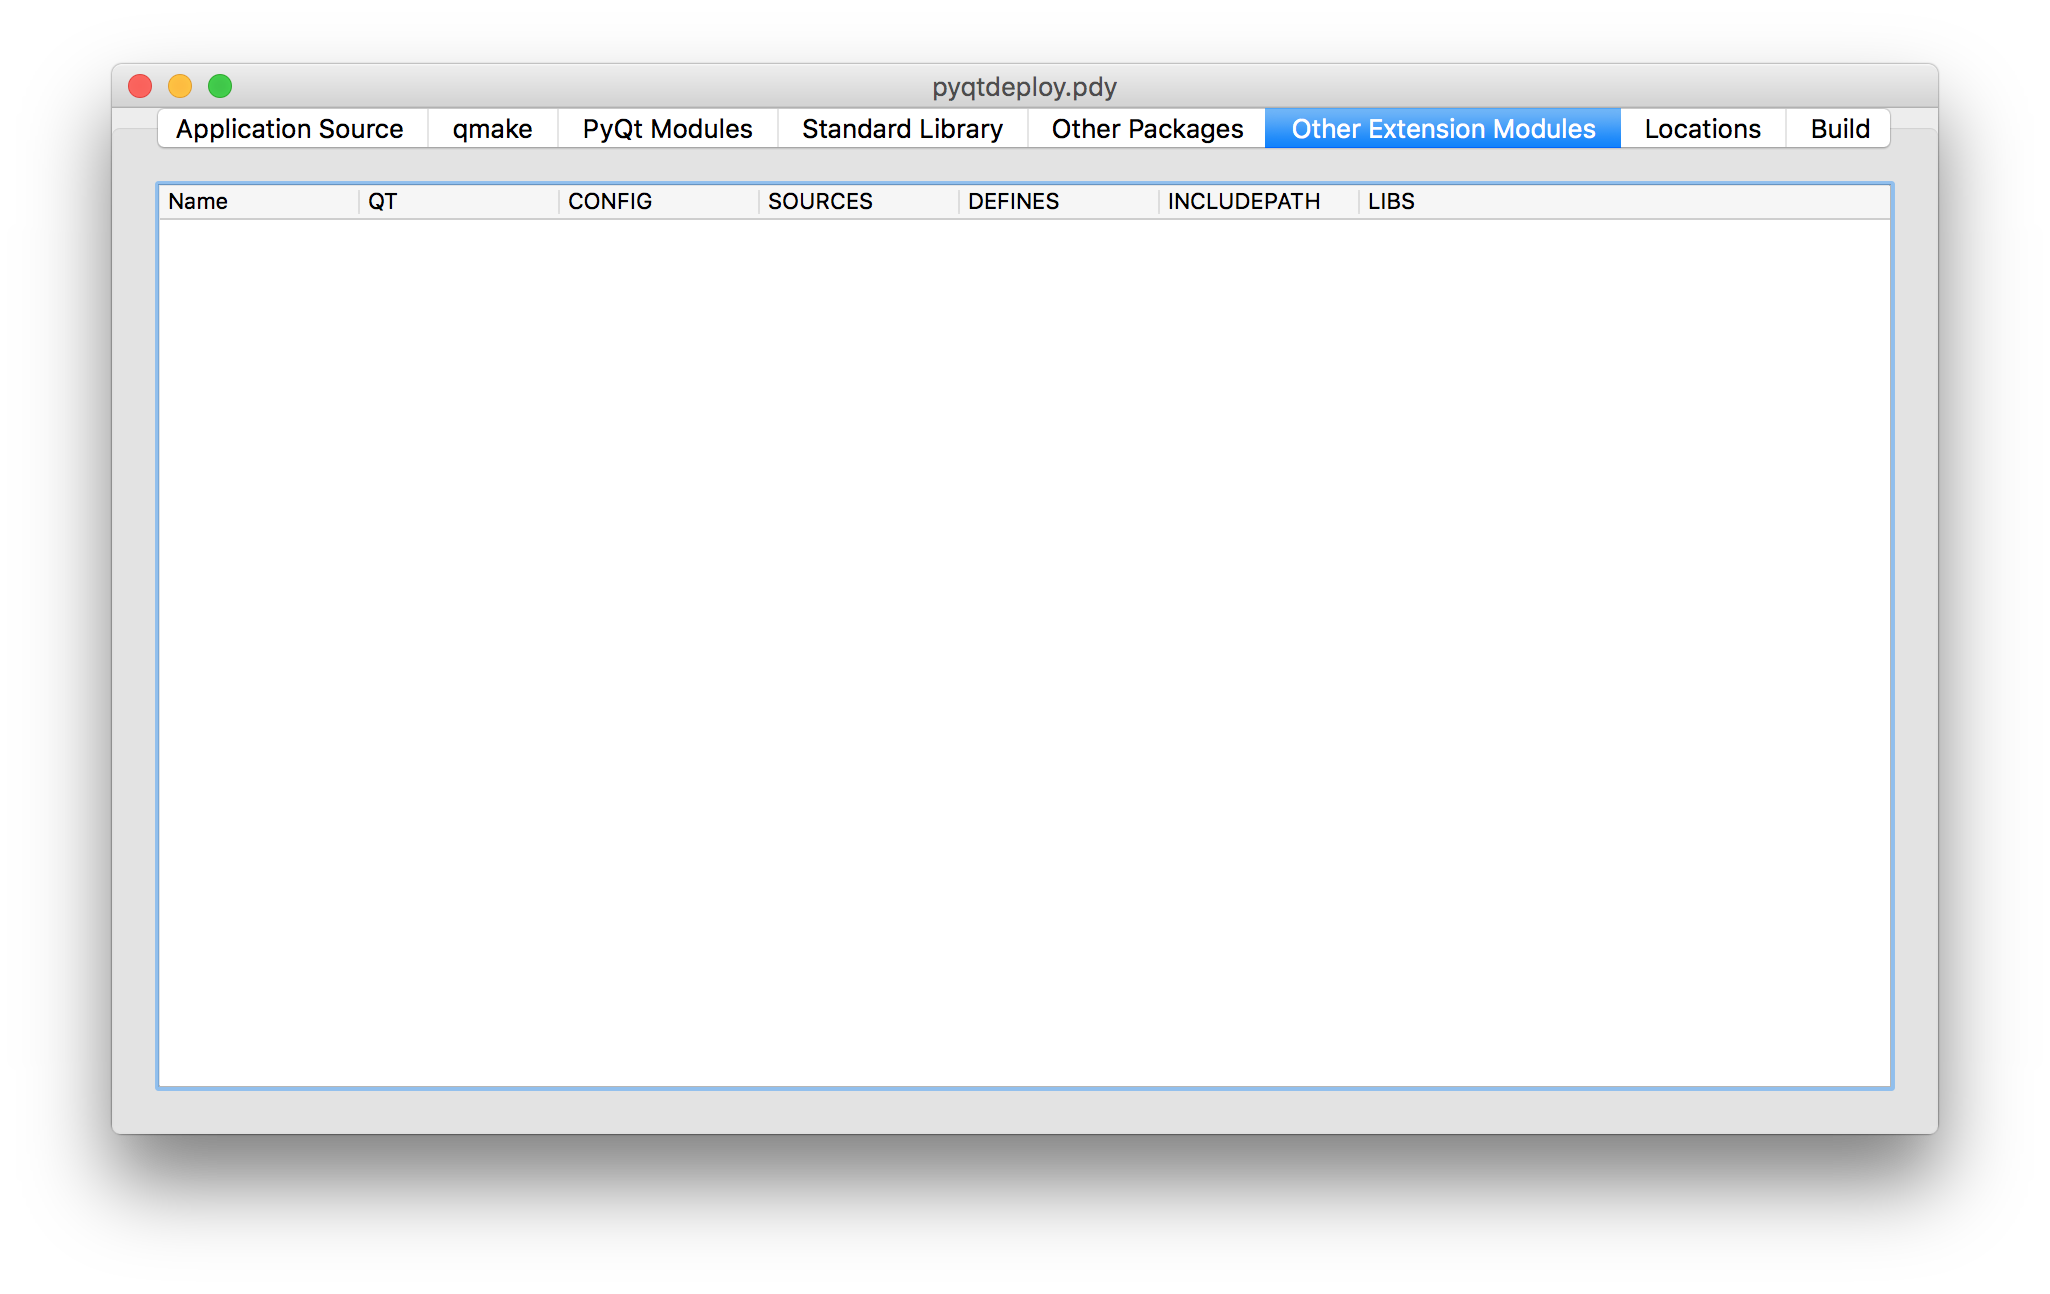 pyqtdeploy.pdy
Application Source qmake PyQt Modules Standard Library Other Packages Other Extension Modules Locations Build
Name QT CONFIG SOURCES DEFINES INCLUDEPATH LIBS